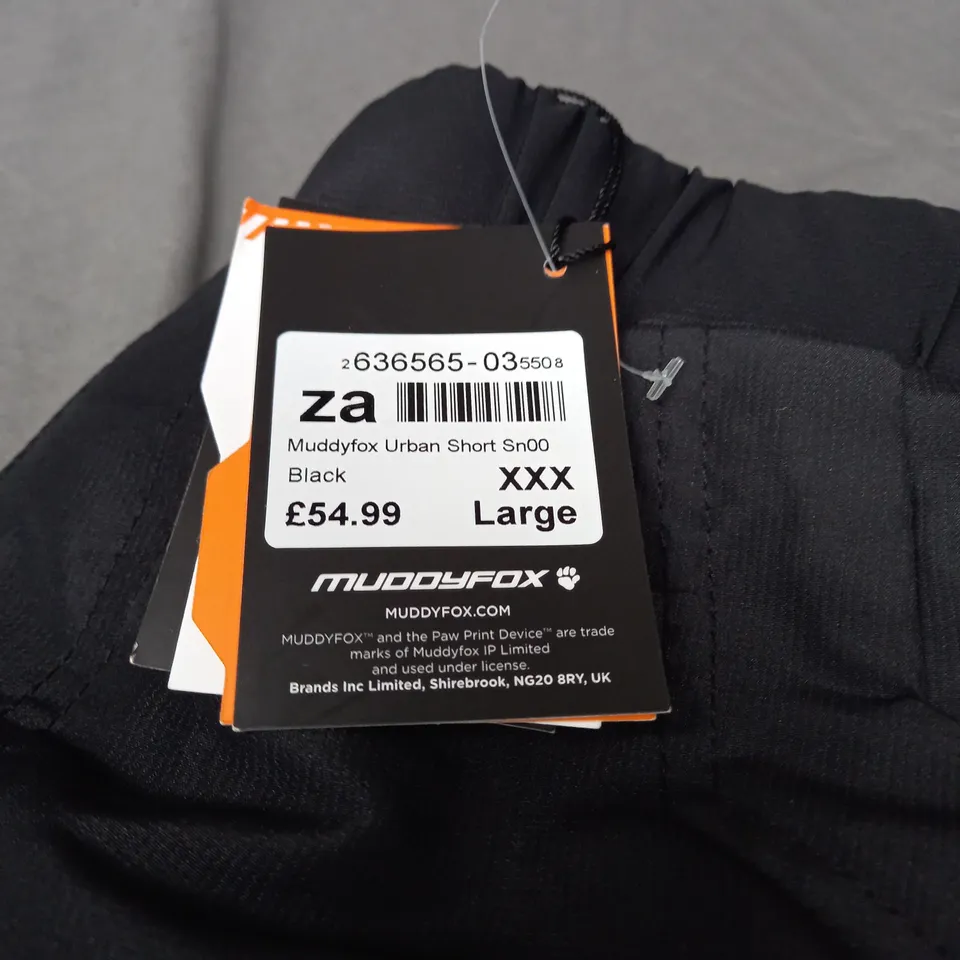 2636565-035508
za
Muddyfox Urban Short Sn00
Black XXX
£54.99 Large
MUDDYFOX
MUDDYFOX.COM
MUDDYFOX™ and the Paw Print Device™ are trade
marks of Muddyfox IP Limited
and used under license.
Brands Inc Limited, Shirebrook, NG20 8RY, UK